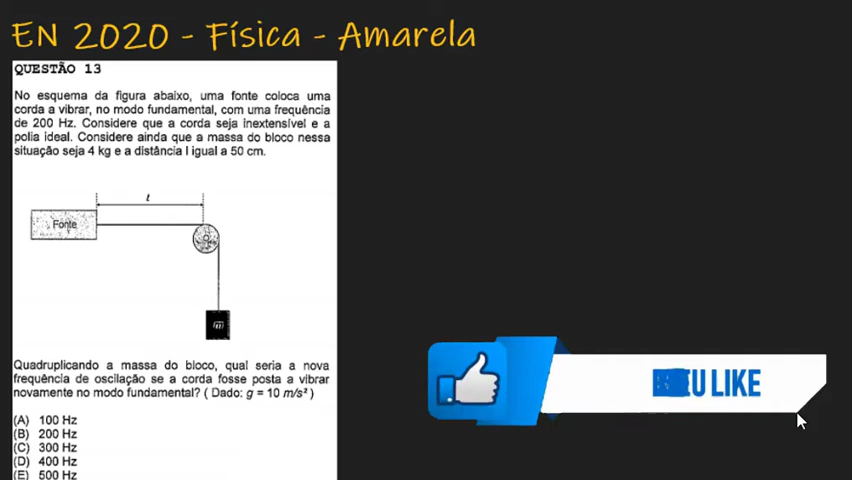 EN 2020 - Física - Amarela
QUESTÃO 13
No esquema da figura abaixo, uma fonte coloca uma
corda a vibrar, no modo fundamental, com uma frequência
de 200 Hz. Considere que a corda seja inextensível e a
polia ideal. Considere ainda que a massa do bloco nessa
situação seja 4 kg e a distância l igual a 50 cm.
ℓ
Fonte
m
Quadruplicando a massa do bloco, qual seria a nova
frequência de oscilação se a corda fosse posta a vibrar
novamente no modo fundamental? ( Dado: g = 10 m/s² )
(A) 100 Hz
(B) 200 Hz
(C) 300 Hz
(D) 400 Hz
(E) 500 Hz
LIKE